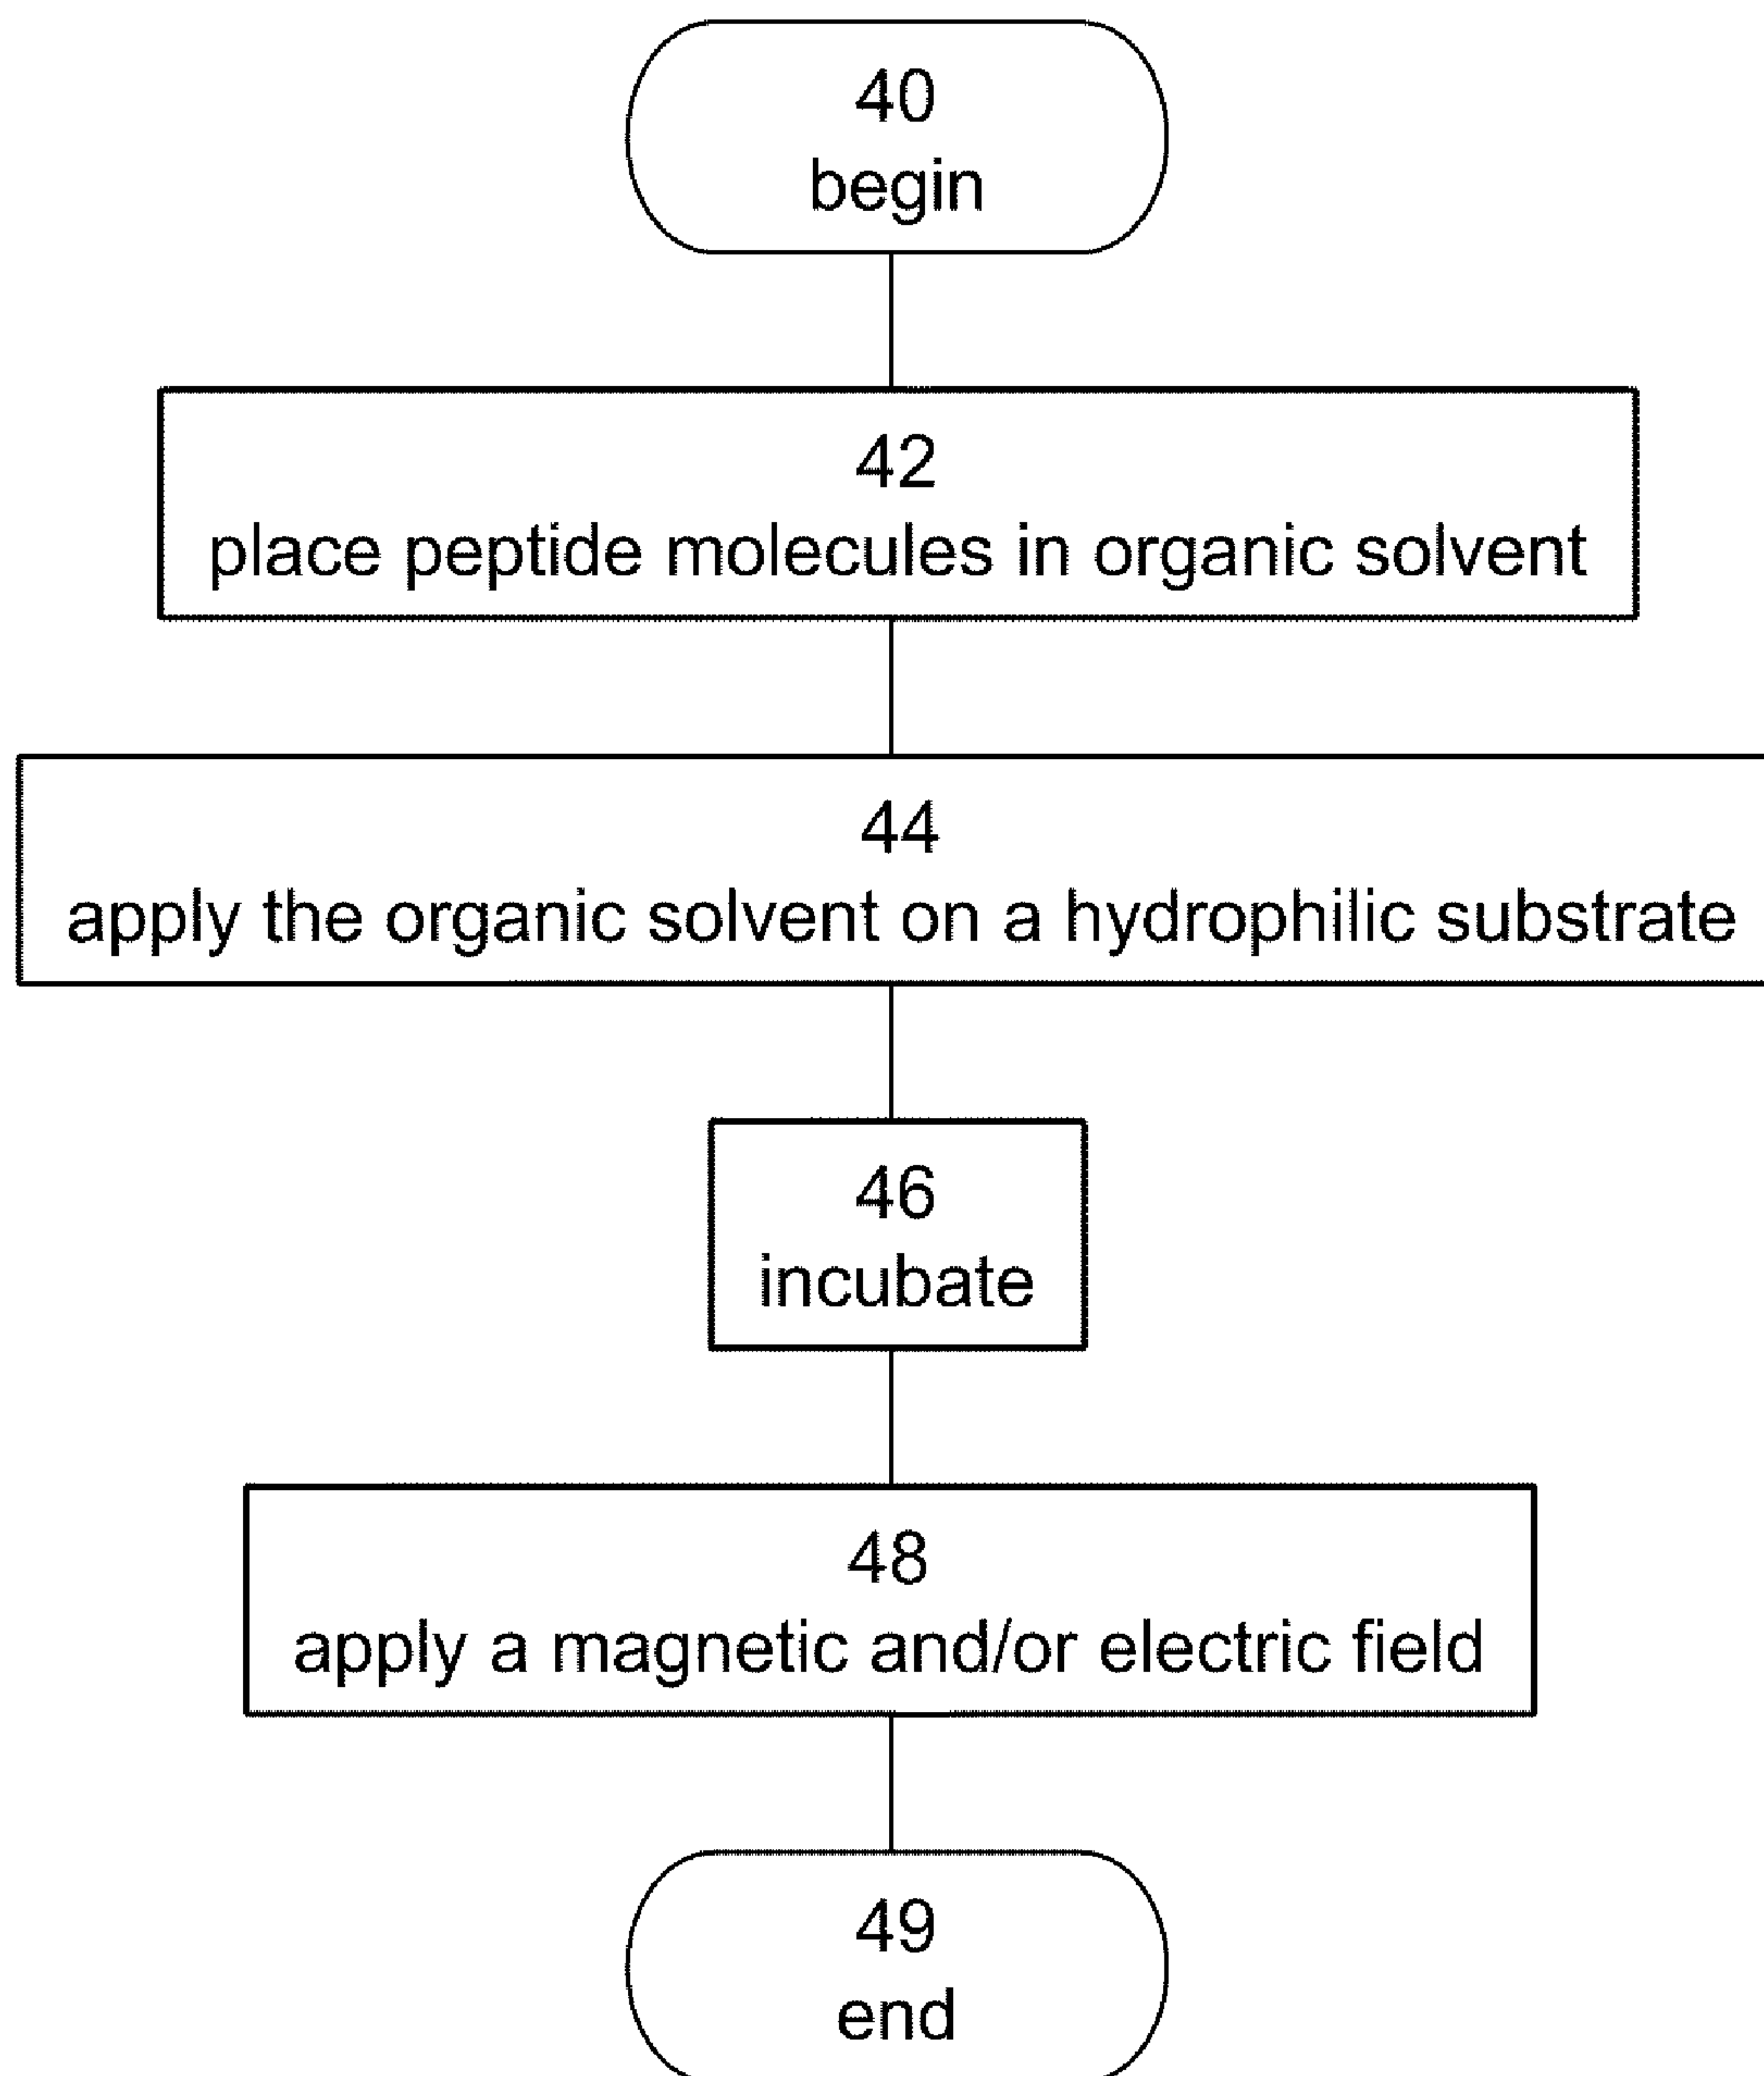 40
begin
42
place peptide molecules in organic solvent
44
apply the organic solvent on a hydrophilic substrate
46
incubate
48
apply a magnetic and/or electric field
49
end